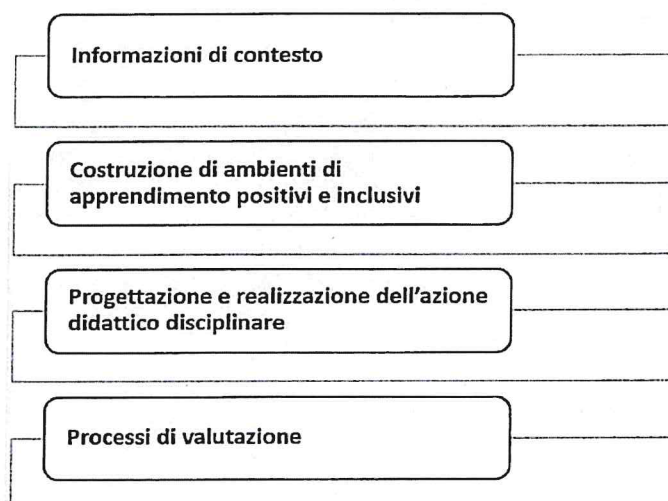 Informazioni di contesto
Costruzione di ambienti di
apprendimento positivi e inclusivi
Progettazione e realizzazione dell'azione
didattico disciplinare
Processi di valutazione